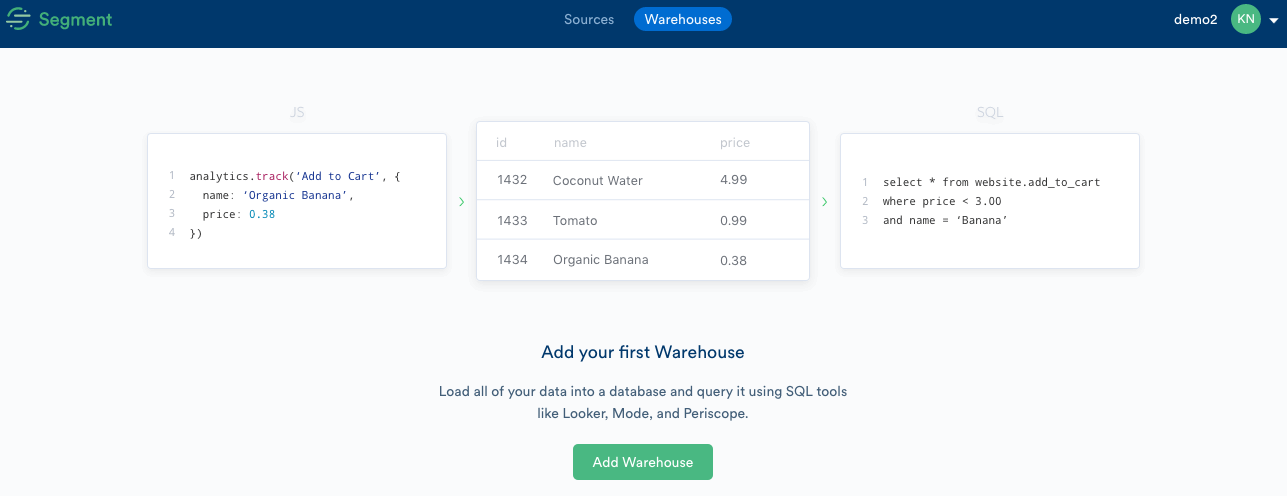 Segment
Sources
Warehouses
demo2
KN
JS
1 analytics.track(‘Add to Cart’, {
2 name: ‘Organic Banana’,
3 price: 0.38
4 })
id name price
1432 Coconut Water 4.99
1433 Tomato 0.99
1434 Organic Banana 0.38
SQL
1 select * from website.add_to_cart
2 where price < 3.00
3 and name = ‘Banana’
Add your first Warehouse
Load all of your data into a database and query it using SQL tools
like Looker, Mode, and Periscope.
Add Warehouse